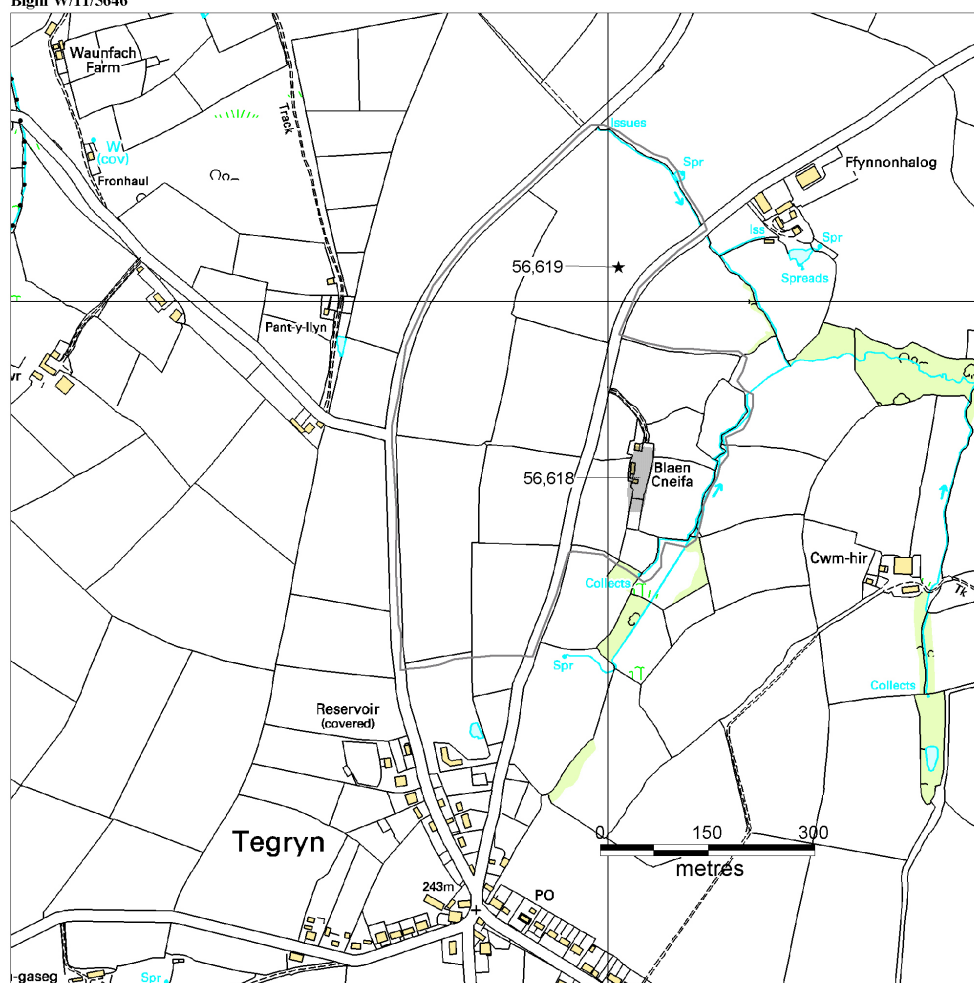 Waunfach
Farm
Track
Issues
W
(cov)
Fronhaul
Spr
Ffynnonhalog
Iss
Spr
Spreads
56,619
Pant-y-llyn
56,618
Blaen
Cneifa
Cwm-hir
Collects
Tk
Spr
Collects
Reservoir
(covered)
0 150 300
metres
Tegryn
243m
PO
Spr